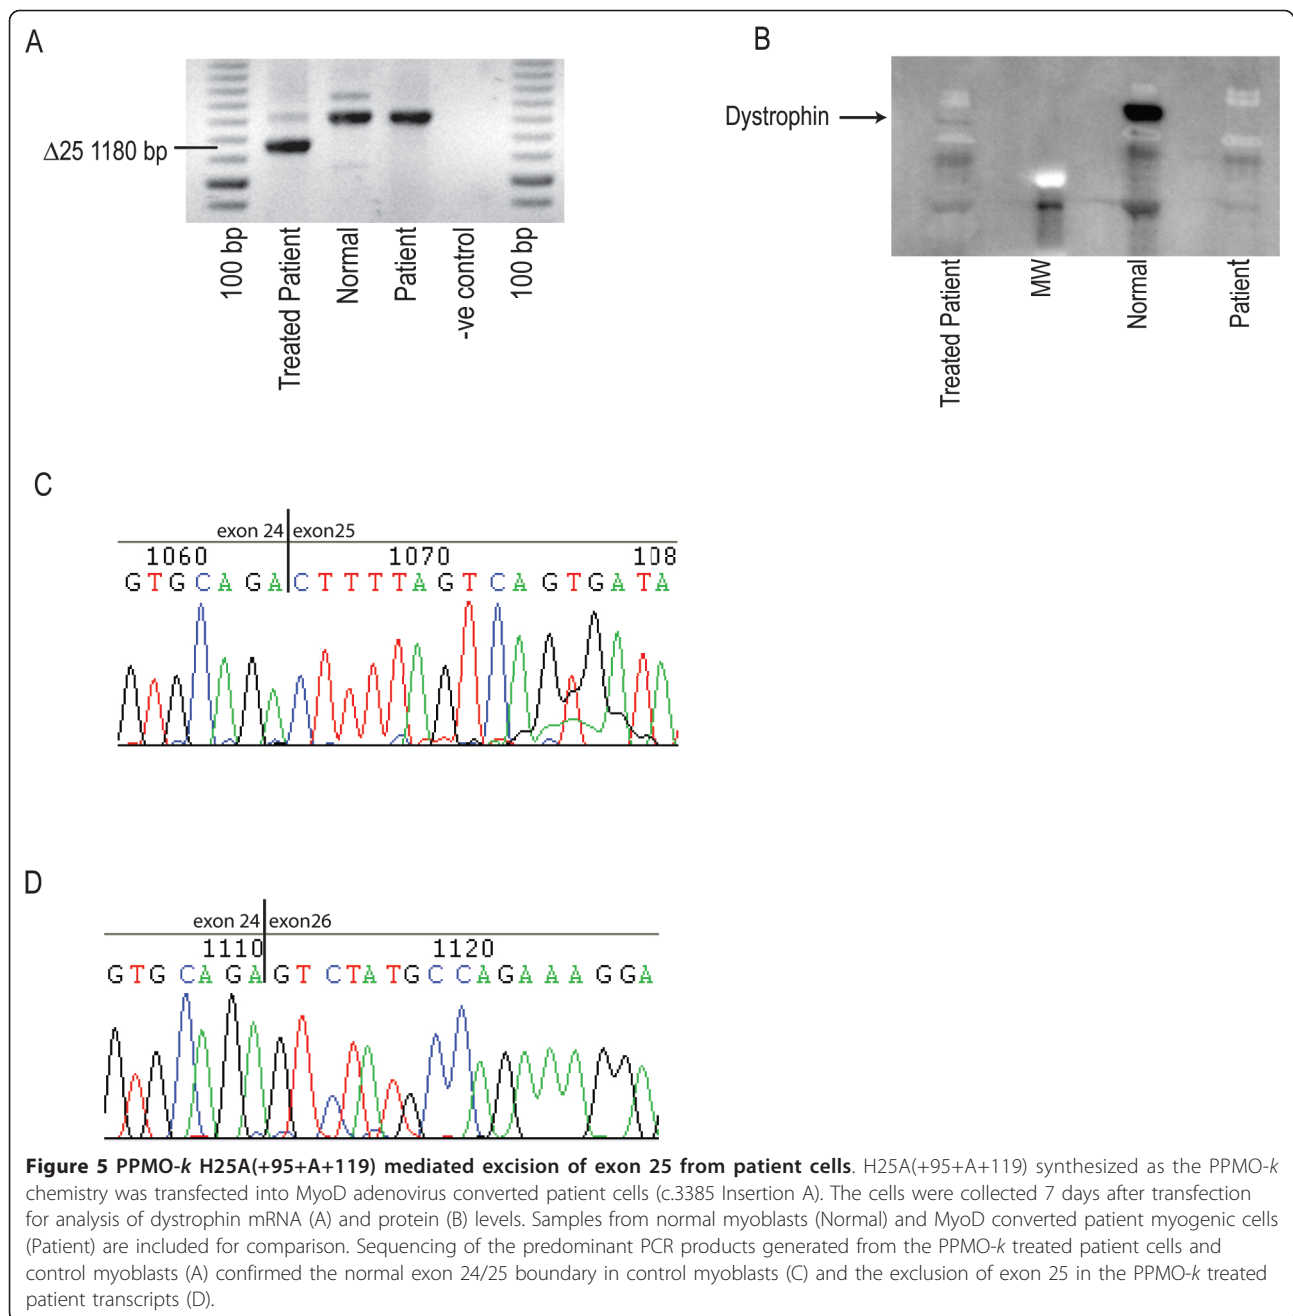 A
Δ25 1180 bp
100 bp
Treated Patient
Normal
Patient
-ve control
100 bp
B
Dystrophin
Treated Patient
MW
Normal
Patient
C
exon 24 exon25
1060 1070 108
GTGCAGACTTTTAGTCAGTGATA
D
exon 24 exon26
1110 1120
GTGCAGAGTCTATGCCAGAAAGGA
Figure 5 PPMO-k H25A(+95+A+119) mediated excision of exon 25 from patient cells. H25A(+95+A+119) synthesized as the PPMO-k
chemistry was transfected into MyoD adenovirus converted patient cells (c.3385 Insertion A). The cells were collected 7 days after transfection
for analysis of dystrophin mRNA (A) and protein (B) levels. Samples from normal myoblasts (Normal) and MyoD converted patient myogenic cells
(Patient) are included for comparison. Sequencing of the predominant PCR products generated from the PPMO-k treated patient cells and
control myoblasts (A) confirmed the normal exon 24/25 boundary in control myoblasts (C) and the exclusion of exon 25 in the PPMO-k treated
patient transcripts (D).